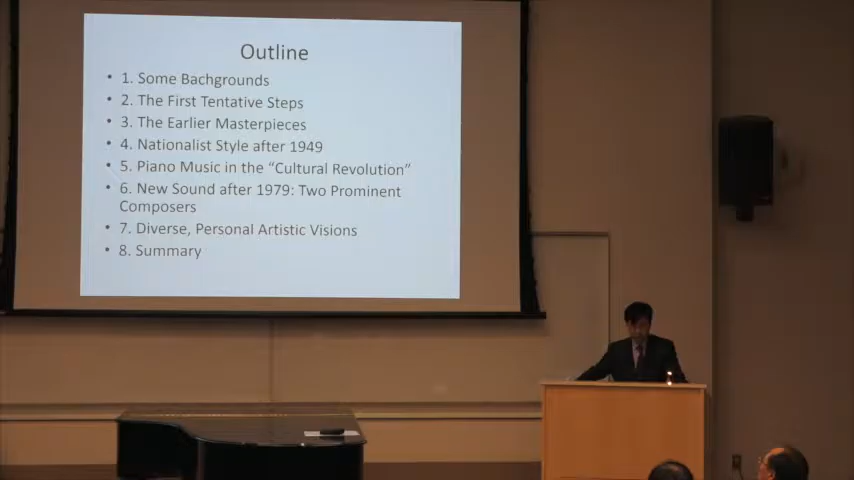 Outline
• 1. Some Bachgrounds
• 2. The First Tentative Steps
• 3. The Earlier Masterpieces
• 4. Nationalist Style after 1949
• 5. Piano Music in the “Cultural Revolution”
• 6. New Sound after 1979: Two Prominent
Composers
• 7. Diverse, Personal Artistic Visions
• 8. Summary